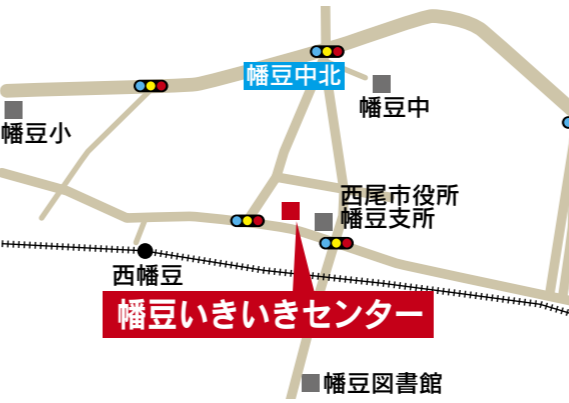 幡豆中北
幡豆中
幡豆小
西尾市役所
幡豆支所
西幡豆
幡豆いきいきセンター
幡豆図書館